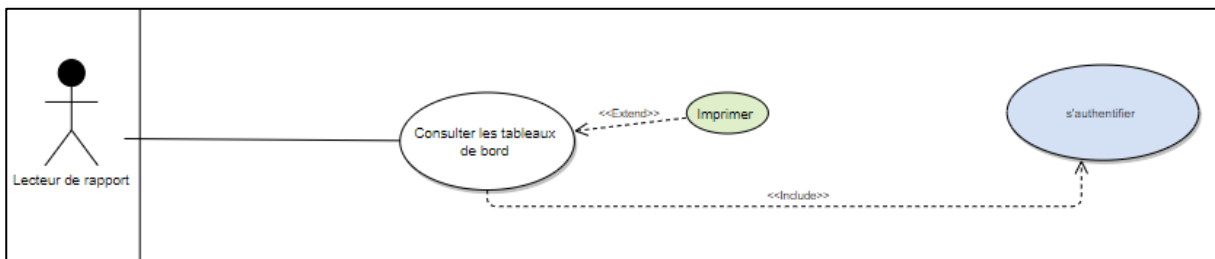 Lecteur de rapport
Consulter les tableaux
de bord
<<Extend>>
Imprimer
s'authentifier
<<Include>>